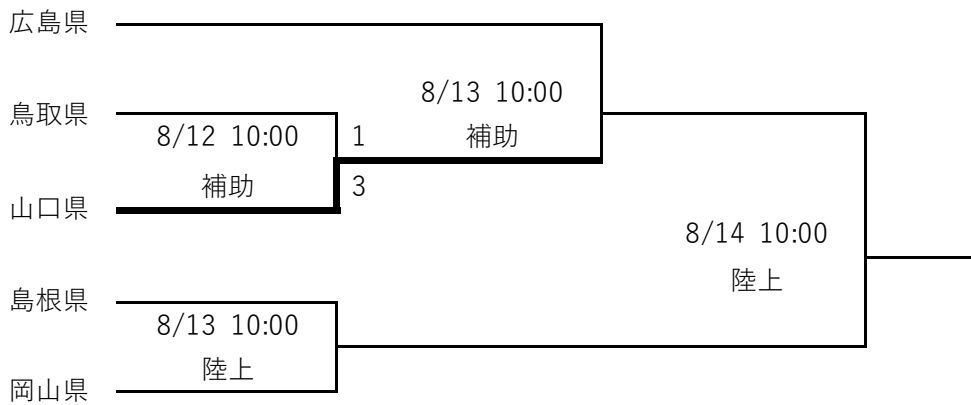 広島県
8/13 10:00
鳥取県
8/12 10:00
1
補助
補助
3
山口県
8/14 10:00
陸上
島根県
8/13 10:00
陸上
岡山県